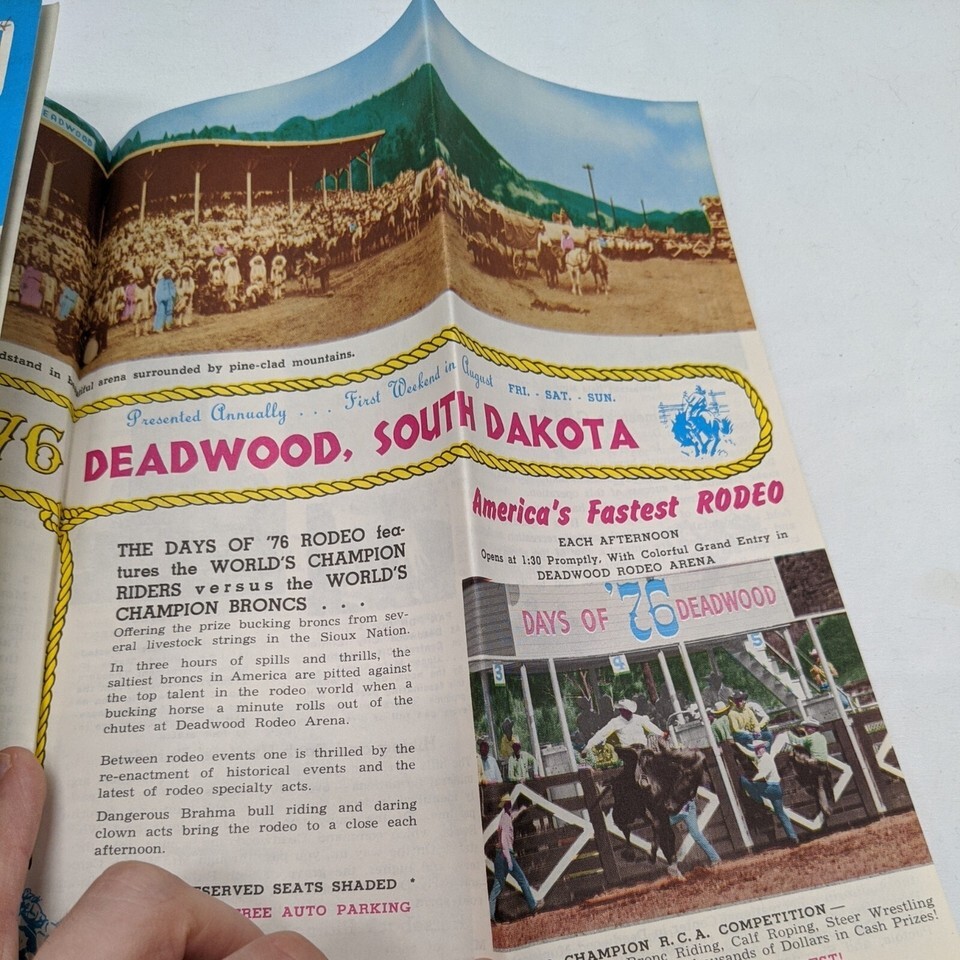 DEADWOOD
dstand in
arena surrounded by pine-clad mountains.
Presented Annually . . . First Weekend in August FRI. - SAT. - SUN.
76
DEADWOOD, SOUTH DAKOTA
America's Fastest RODEO
EACH AFTERNOON
Opens at 1:30 Promptly, With Colorful Grand Entry in
DEADWOOD RODEO ARENA
THE DAYS OF '76 RODEO fea-
tures the WORLD'S CHAMPION
RIDERS versus the WORLD'S
CHAMPION BRONCS . . .
Offering the prize bucking broncs from sev-
eral livestock strings in the Sioux Nation.
In three hours of spills and thrills, the
saltiest broncs in America are pitted against
the top talent in the rodeo world when a
bucking horse a minute rolls out of the
chutes at Deadwood Rodeo Arena.
Between rodeo events one is thrilled by the
re-enactment of historical events and the
latest of rodeo specialty acts.
Dangerous Brahma bull riding and daring
clown acts bring the rodeo to a close each
afternoon.
SERVED SEATS SHADED *
REE AUTO PARKING
DAYS OF '76 DEADWOOD
3
4
5
CHAMPION R.C.A. COMPETITION—
Bronc Riding, Calf Roping, Steer Wrestling
of Dollars in Cash Prizes!